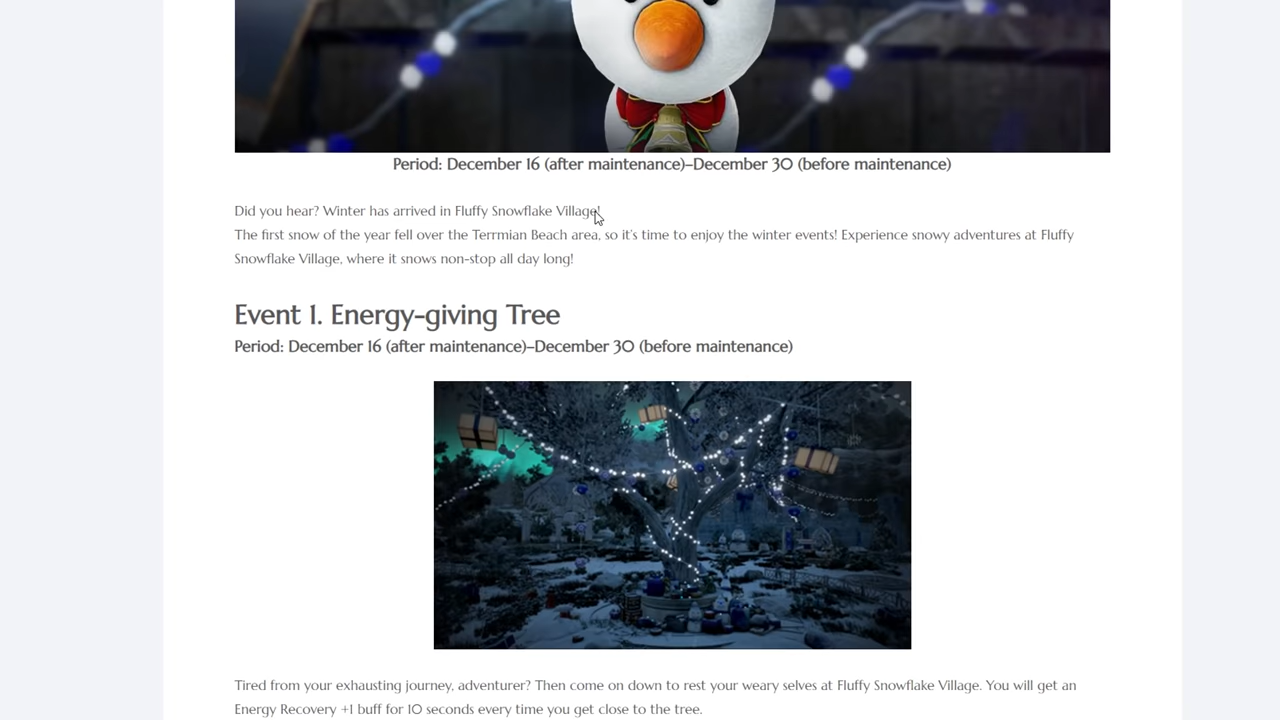 Period: December 16 (after maintenance)–December 30 (before maintenance)
Did you hear? Winter has arrived in Fluffy Snowflake Village!
The first snow of the year fell over the Terrmian Beach area, so it's time to enjoy the winter events! Experience snowy adventures at Fluffy
Snowflake Village, where it snows non-stop all day long!
Event 1. Energy-giving Tree
Period: December 16 (after maintenance)–December 30 (before maintenance)
Tired from your exhausting journey, adventurer? Then come on down to rest your weary selves at Fluffy Snowflake Village. You will get an
Energy Recovery +1 buff for 10 seconds every time you get close to the tree.